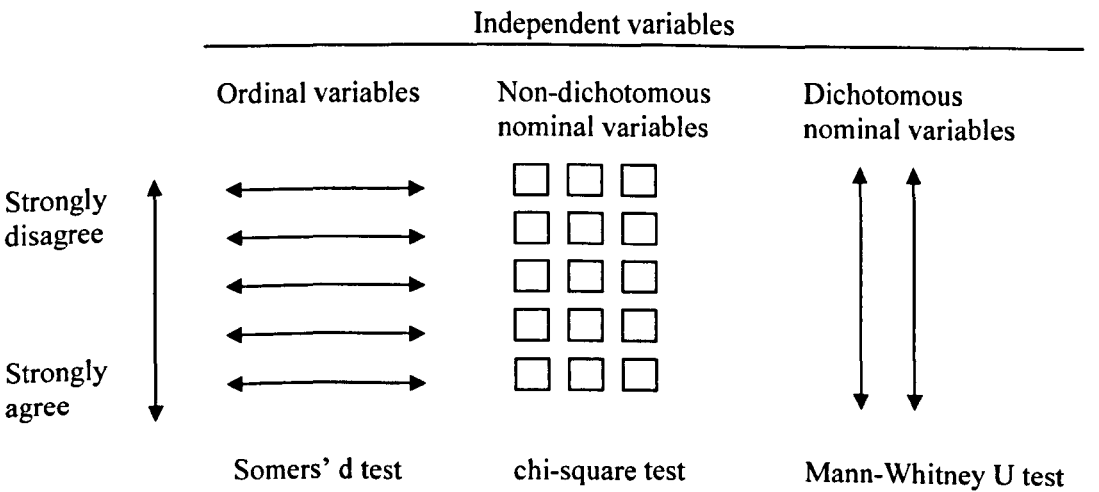 Independent variables
Ordinal variables
Non-dichotomous
nominal variables
Dichotomous
nominal variables
Strongly
disagree
Strongly
agree
Somers’ d test
chi-square test
Mann-Whitney U test